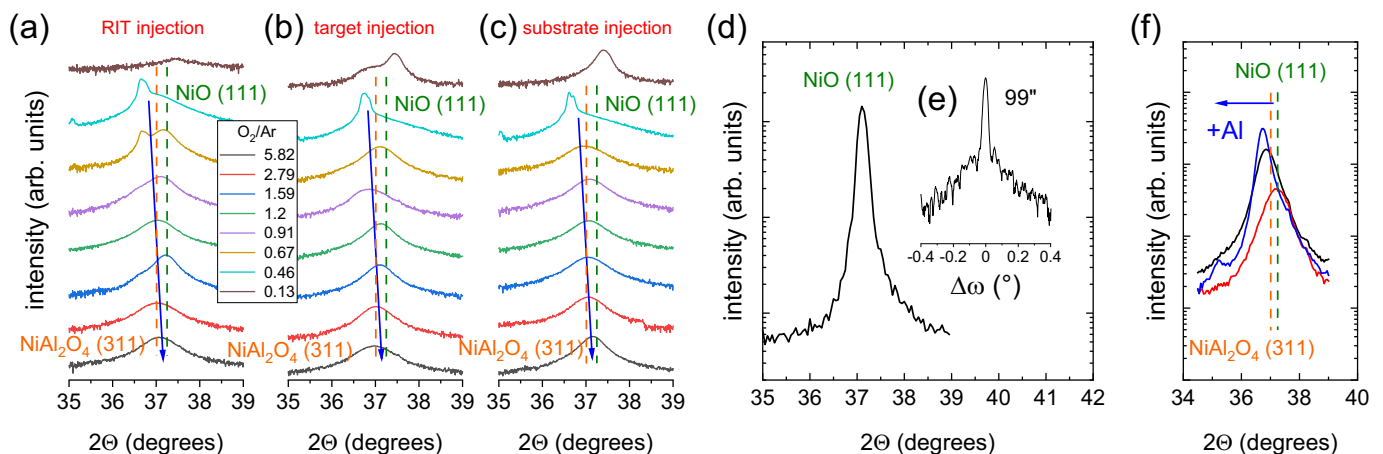 (a)
RIT injection
NiO (111)
NiAl2O4 (311)
intensity (arb. units)
35 36 37 38 39
2Θ (degrees)
O2/Ar
5.82
2.79
1.59
1.2
0.91
0.67
0.46
0.13
(b)
target injection
NiO (111)
NiAl2O4 (311)
35 36 37 38 39
2Θ (degrees)
(c)
substrate injection
NiO (111)
NiAl2O4 (311)
35 36 37 38 39
2Θ (degrees)
(d)
NiO (111)
intensity (arb. units)
35 36 37 38 39 40 41 42
2Θ (degrees)
(e)
99"
-0.4 -0.2 0 0.2 0.4
Δω (°)
(f)
NiO (111)
+Al
NiAl2O4 (311)
intensity (arb. units)
34 36 38 40
2Θ (degrees)